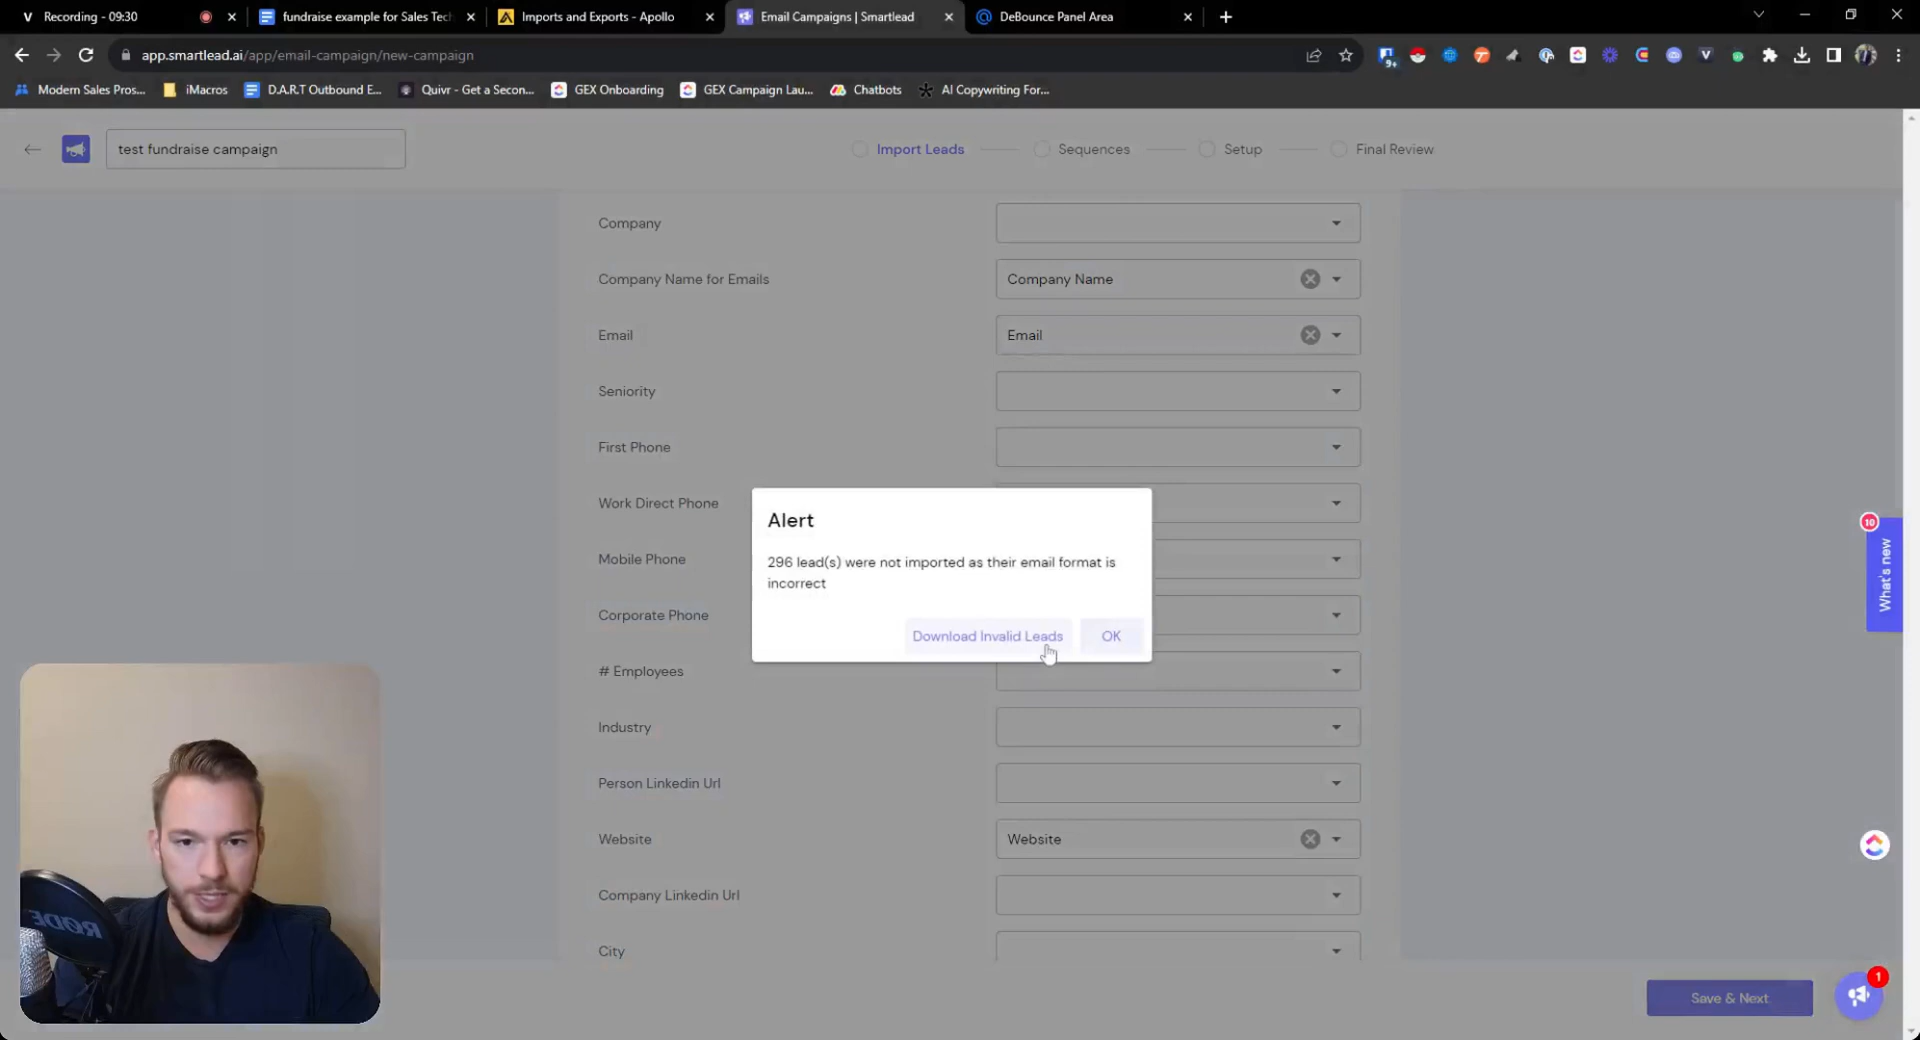 V Recording - 09:30
fundraise example for Sales Tech
Imports and Exports - Apollo
Email Campaigns | Smartlead
DeBounce Panel Area
app.smartlead.ai/app/email-campaign/new-campaign
9+
Modern Sales Pros...
iMacros
D.A.R.T Outbound E...
Quivr - Get a Secon...
GEX Onboarding
GEX Campaign Lau...
Chatbots
AI Copywriting For...
test fundraise campaign
Import Leads
Sequences
Setup
Final Review
Company
Company Name for Emails
Company Name
Email
Email
Seniority
First Phone
Work Direct Phone
Mobile Phone
Corporate Phone
# Employees
Industry
Person Linkedin Url
Website
Website
Company Linkedin Url
City
Alert
296 lead(s) were not imported as their email format is
incorrect
Download Invalid Leads
OK
10
What's new
RODE
Save & Next
1